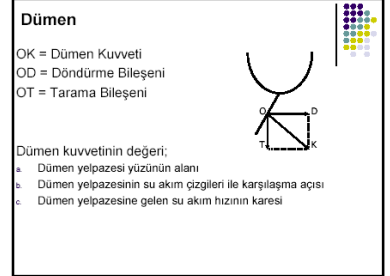 Dümen
OK = Dümen Kuvveti
OD = Döndürme Bileşeni
OT = Tarama Bileşeni
O
D
T
K
Dümen kuvvetinin değeri;
a. Dümen yelpazesi yüzünün alanı
b. Dümen yelpazesinin su akım çizgileri ile karşılaşma açısı
c. Dümen yelpazesine gelen su akım hızının karesi